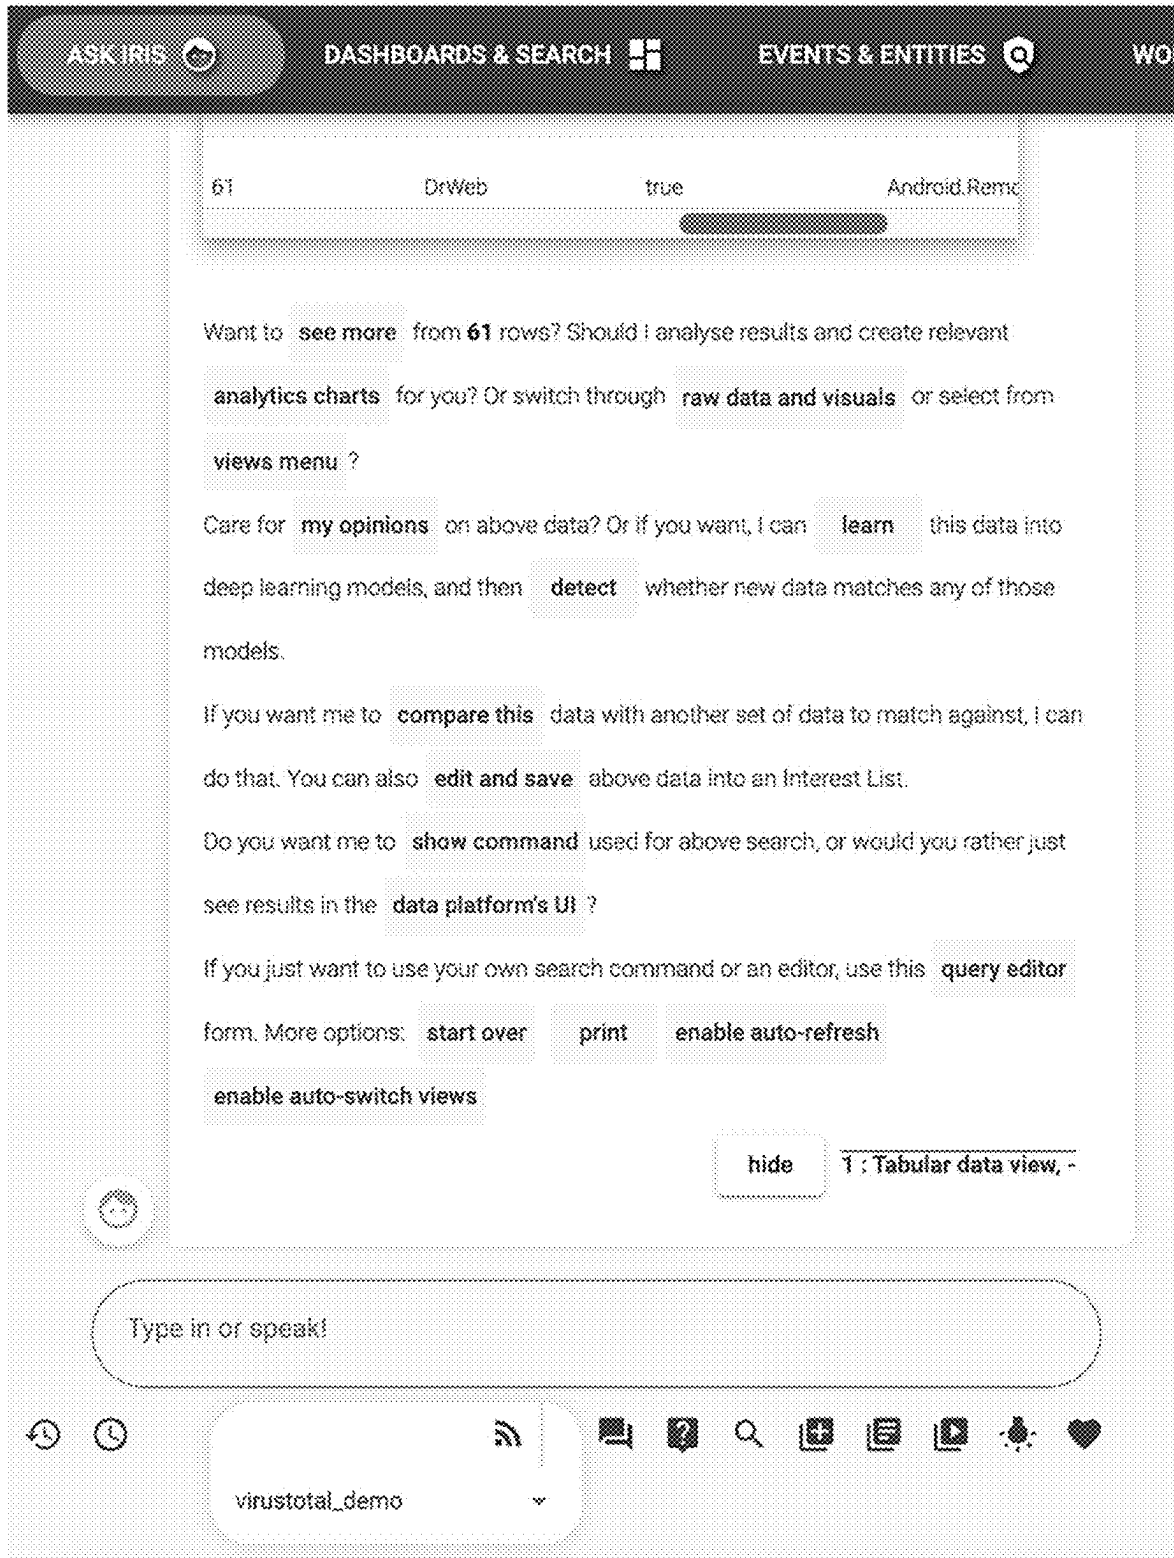 ASK IRIS DASHBOARDS & SEARCH EVENTS & ENTITIES WO
61 DrWeb true Android.Remo
Want to see more from 61 rows? Should I analyse results and create relevant
analytics charts for you? Or switch through raw data and visuals or select from
views menu ?
Care for my opinions on above data? Or if you want, I can learn this data into
deep learning models, and then detect whether new data matches any of those
models.
If you want me to compare this data with another set of data to match against, I can
do that. You can also edit and save above data into an Interest List.
Do you want me to show command used for above search, or would you rather just
see results in the data platform's UI ?
If you just want to use your own search command or an editor, use this query editor
form. More options: start over print enable auto-refresh
enable auto-switch views
hide 1 : Tabular data view, -
Type in or speak!
virustotal_demo